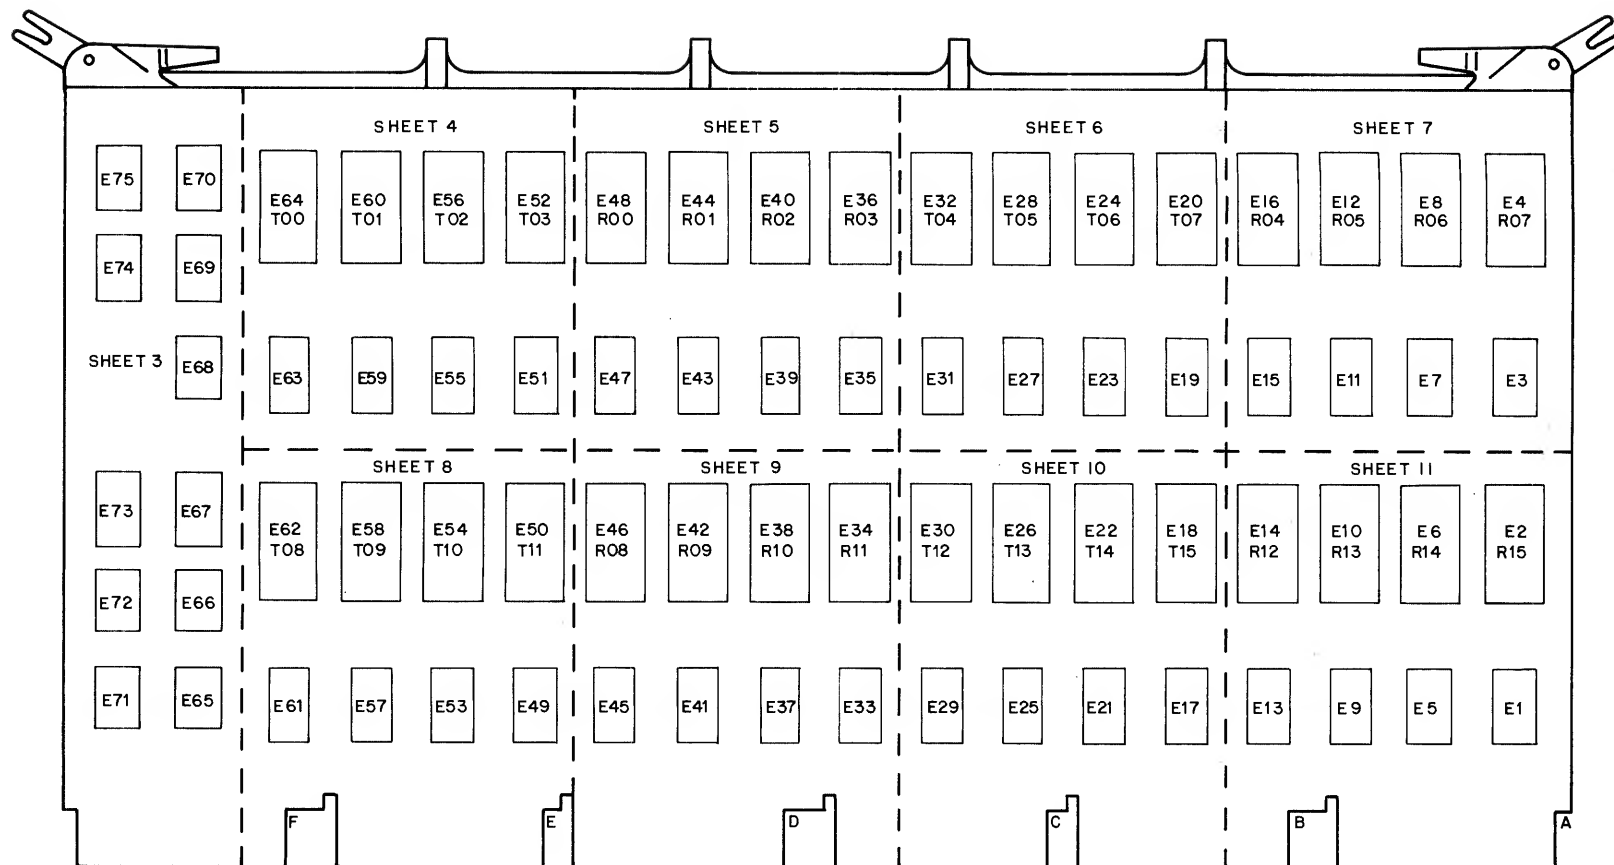 SHEET 4 SHEET 5 SHEET 6 SHEET 7
E75 E70
E64 E60 E56 E52 E48 E44 E40 E36 E32 E28 E24 E20 E16 E12 E8 E4
T00 T01 T02 T03 R00 R01 R02 R03 T04 T05 T06 T07 R04 R05 R06 R07
E74 E69
SHEET 3 E68
E63 E59 E55 E51 E47 E43 E39 E35 E31 E27 E23 E19 E15 E11 E7 E3
SHEET 8 SHEET 9 SHEET 10 SHEET 11
E73 E67
E62 E58 E54 E50 E46 E42 E38 E34 E30 E26 E22 E18 E14 E10 E6 E2
T08 T09 T10 T11 R08 R09 R10 R11 T12 T13 T14 T15 R12 R13 R14 R15
E72 E66
E71 E65 E61 E57 E53 E49 E45 E41 E37 E33 E29 E25 E21 E17 E13 E9 E5 E1
F E D C B A